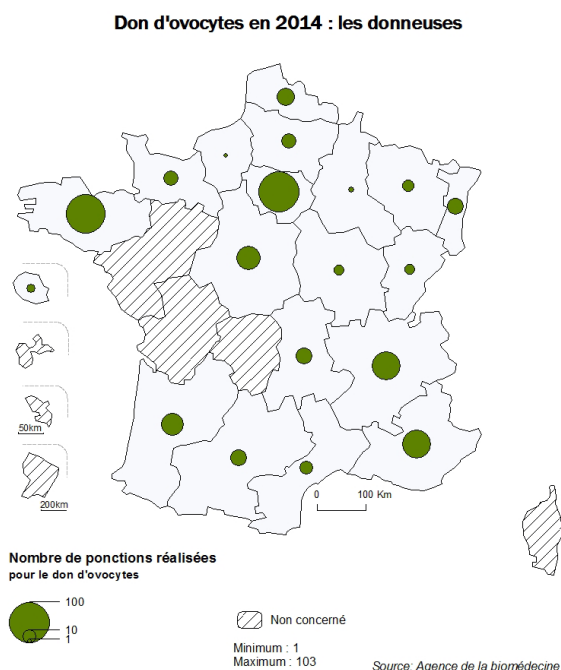 Don d'ovocytes en 2014 : les donneuses
50km
200km
0 100 Km
Nombre de ponctions réalisées
pour le don d'ovocytes
100
10
1
Non concerné
Minimum : 1
Maximum : 103
Source: Agence de la biomédecine